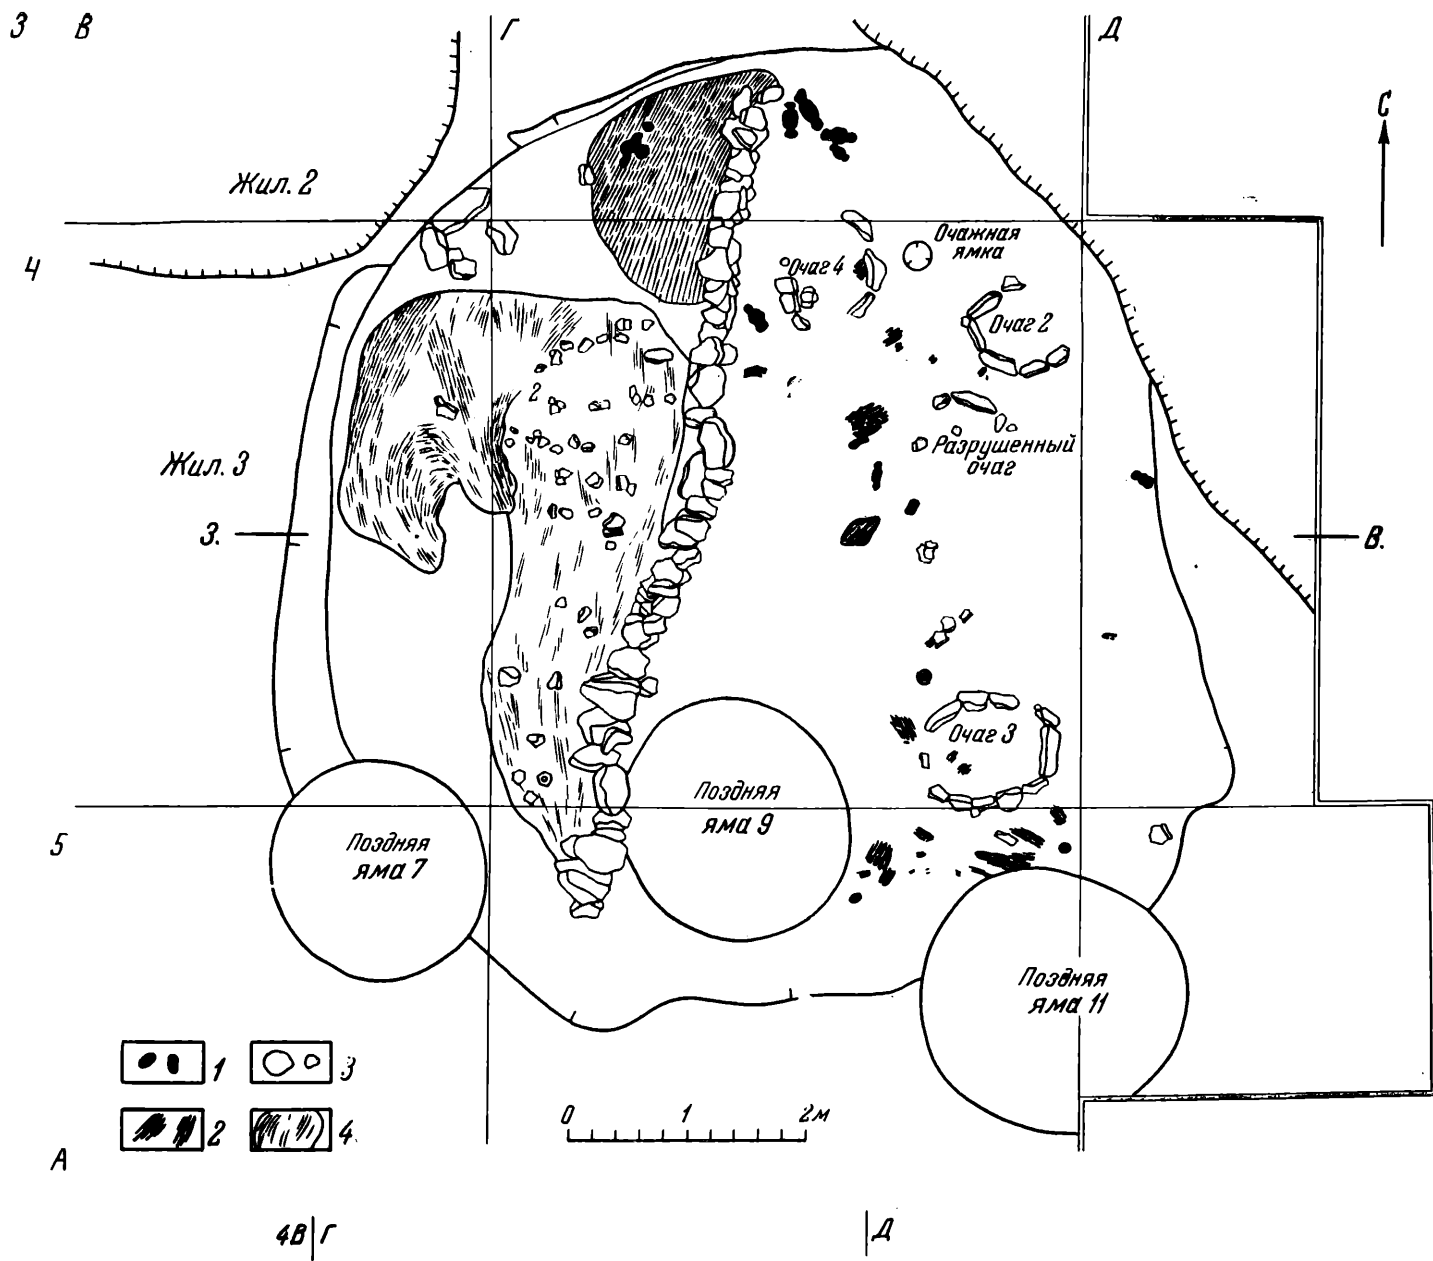 3 В Г Д
С
Жил. 2
4
Очажная
ямка
Очаг 4
Очаг 2
2
Разрушенный
очаг
Жил. 3
З.
В.
Очаг 3
Поздняя
яма 9
5
Поздняя
яма 7
Поздняя
яма 11
1 3
2 4
0 1 2м
А
4В Г Д